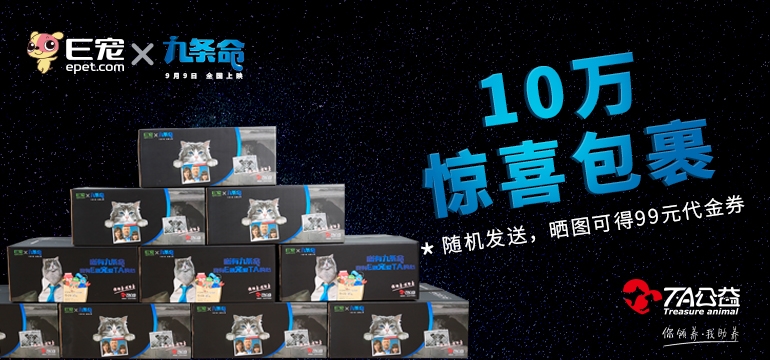 E宠
epet.com
×
九条命
9月9日 全国上映
10万
惊喜包裹
* 随机发送，晒图可得99元代金券
TA公益
Treasure animal
你领养·我助养